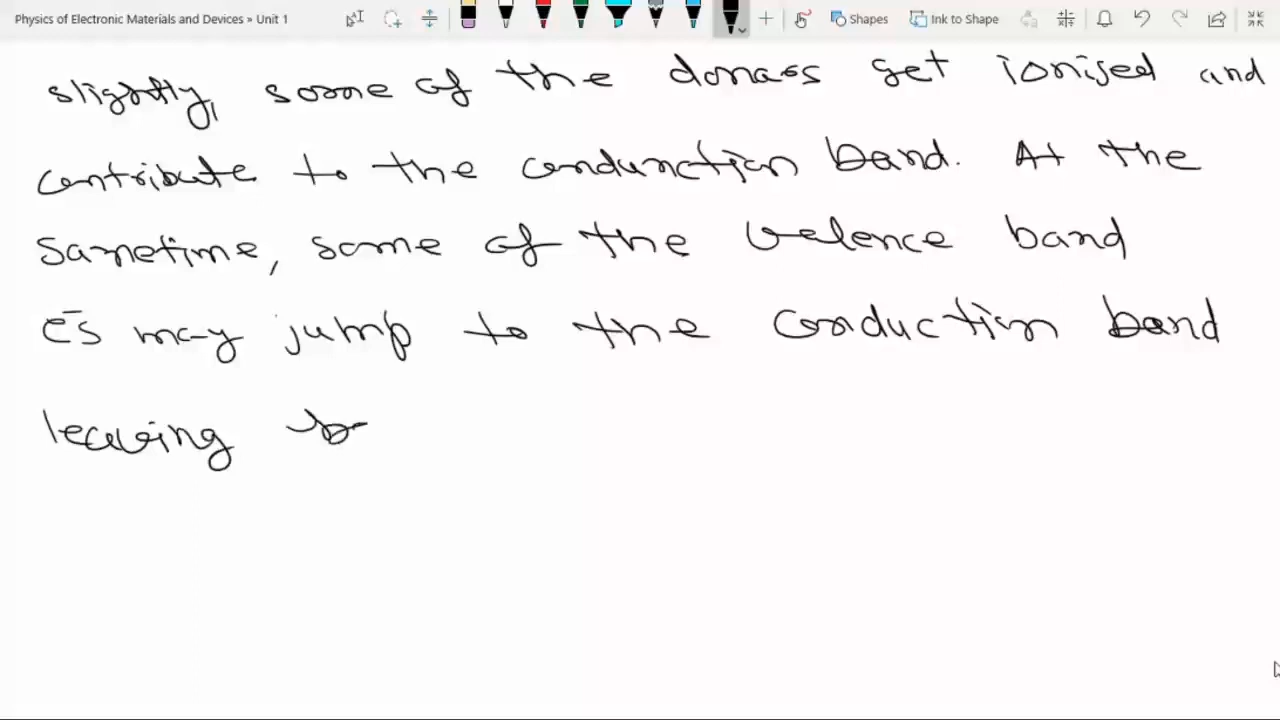 Physics of Electronic Materials and Devices » Unit 1
Shapes
Ink to Shape
slightly, some of the donors get ionised and
contribute to the condunction band. At the
sametime, some of the velence band
e⁻s may jump to the conduction band
leaving